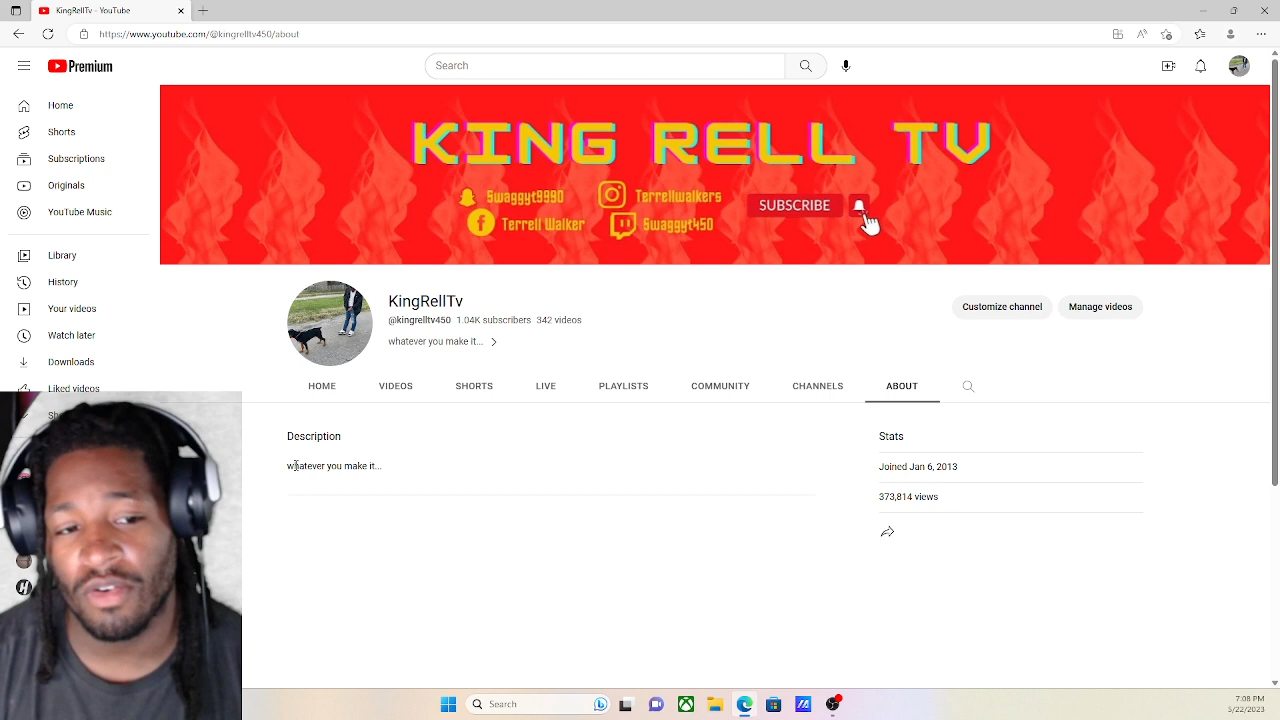 KingRellTv - YouTube
https://www.youtube.com/@kingrelltv450/about
Premium
Search
Home
Shorts
Subscriptions
Originals
YouTube Music
Library
History
Your videos
Watch later
Downloads
Liked videos
KING RELL TV
Swaggyt9990
Terrellwalkers
Terrell Walker
Swaggyt450
SUBSCRIBE
KingRellTv
@kingrelltv450 1.04K subscribers 342 videos
whatever you make it...
Customize channel
Manage videos
HOME VIDEOS SHORTS LIVE PLAYLISTS COMMUNITY CHANNELS ABOUT
Description
whatever you make it...
Stats
Joined Jan 6, 2013
373,814 views
Search
7:08 PM
5/22/2023